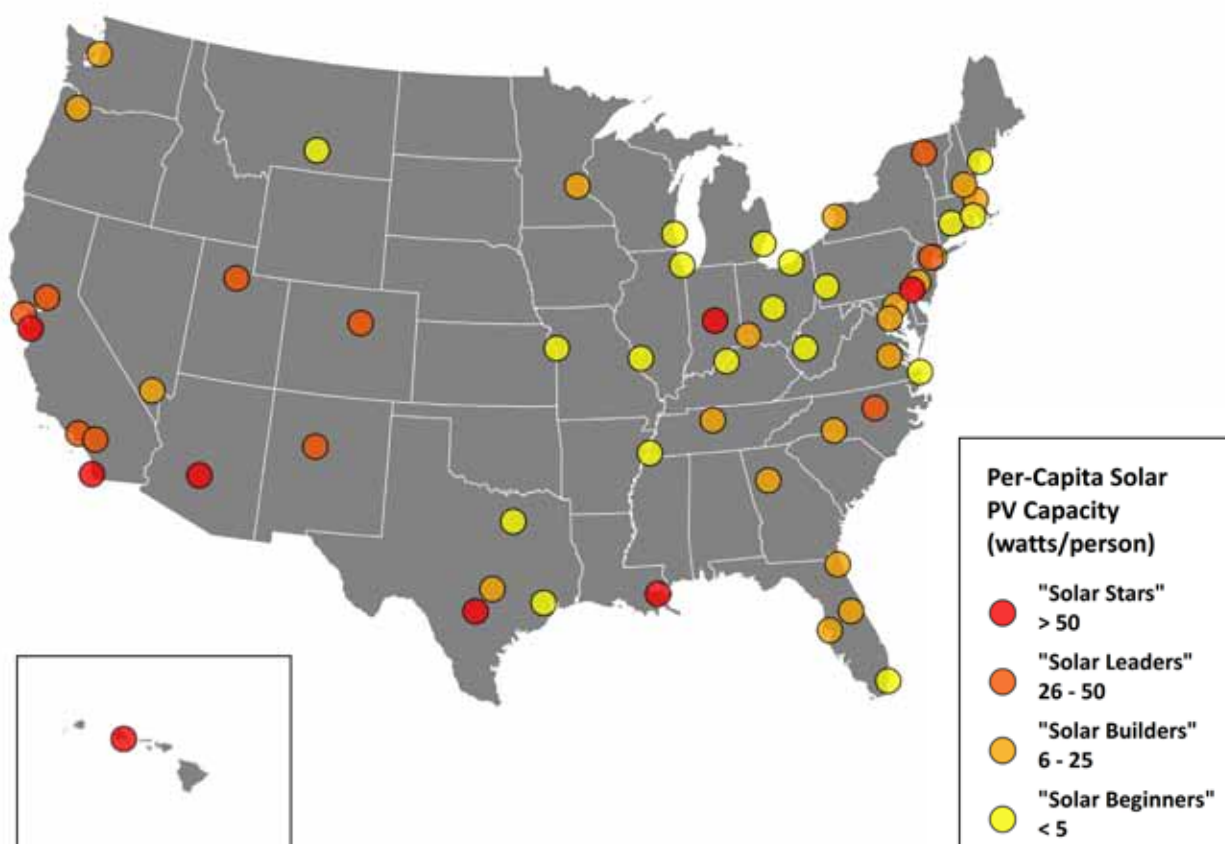 Per-Capita Solar
PV Capacity
(watts/person)
"Solar Stars"
> 50
"Solar Leaders"
26 - 50
"Solar Builders"
6 - 25
"Solar Beginners"
< 5